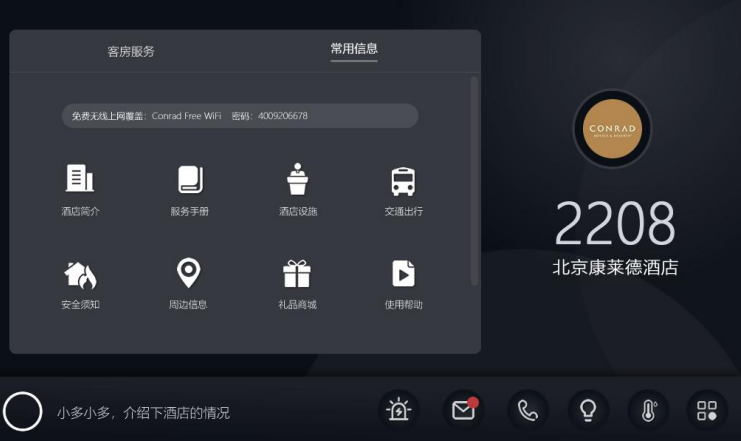 客房服务
常用信息
免费无线上网覆盖: Conrad Free WiFi 密码: 4009206678
酒店简介
服务手册
酒店设施
交通出行
安全须知
周边信息
礼品商城
使用帮助
CONRAD
2208
北京康莱德酒店
小多小多，介绍下酒店的情况